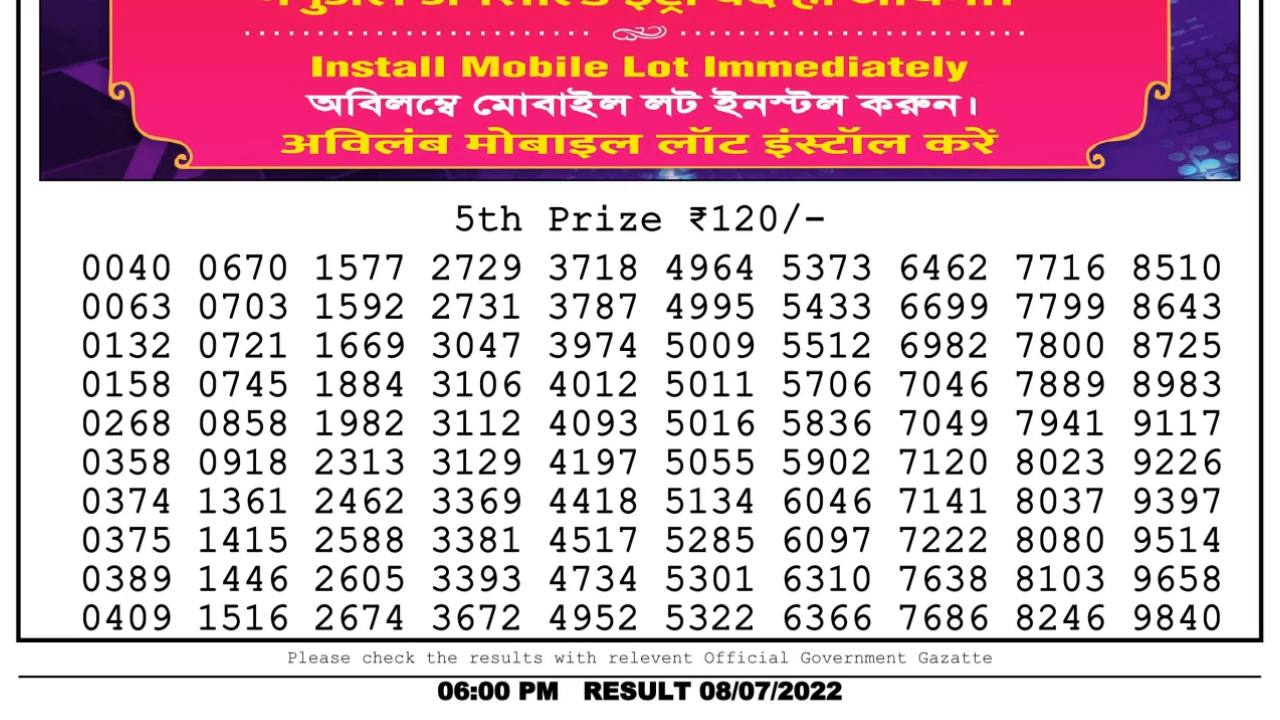 Install Mobile Lot Immediately
অবিলম্বে মোবাইল লট ইনস্টল করুন।
अविलंब मोबाइल लॉट इंस्टॉल करें
5th Prize ₹120/-
0040 0670 1577 2729 3718 4964 5373 6462 7716 8510
0063 0703 1592 2731 3787 4995 5433 6699 7799 8643
0132 0721 1669 3047 3974 5009 5512 6982 7800 8725
0158 0745 1884 3106 4012 5011 5706 7046 7889 8983
0268 0858 1982 3112 4093 5016 5836 7049 7941 9117
0358 0918 2313 3129 4197 5055 5902 7120 8023 9226
0374 1361 2462 3369 4418 5134 6046 7141 8037 9397
0375 1415 2588 3381 4517 5285 6097 7222 8080 9514
0389 1446 2605 3393 4734 5301 6310 7638 8103 9658
0409 1516 2674 3672 4952 5322 6366 7686 8246 9840
Please check the results with relevent Official Government Gazatte
06:00 PM RESULT 08/07/2022